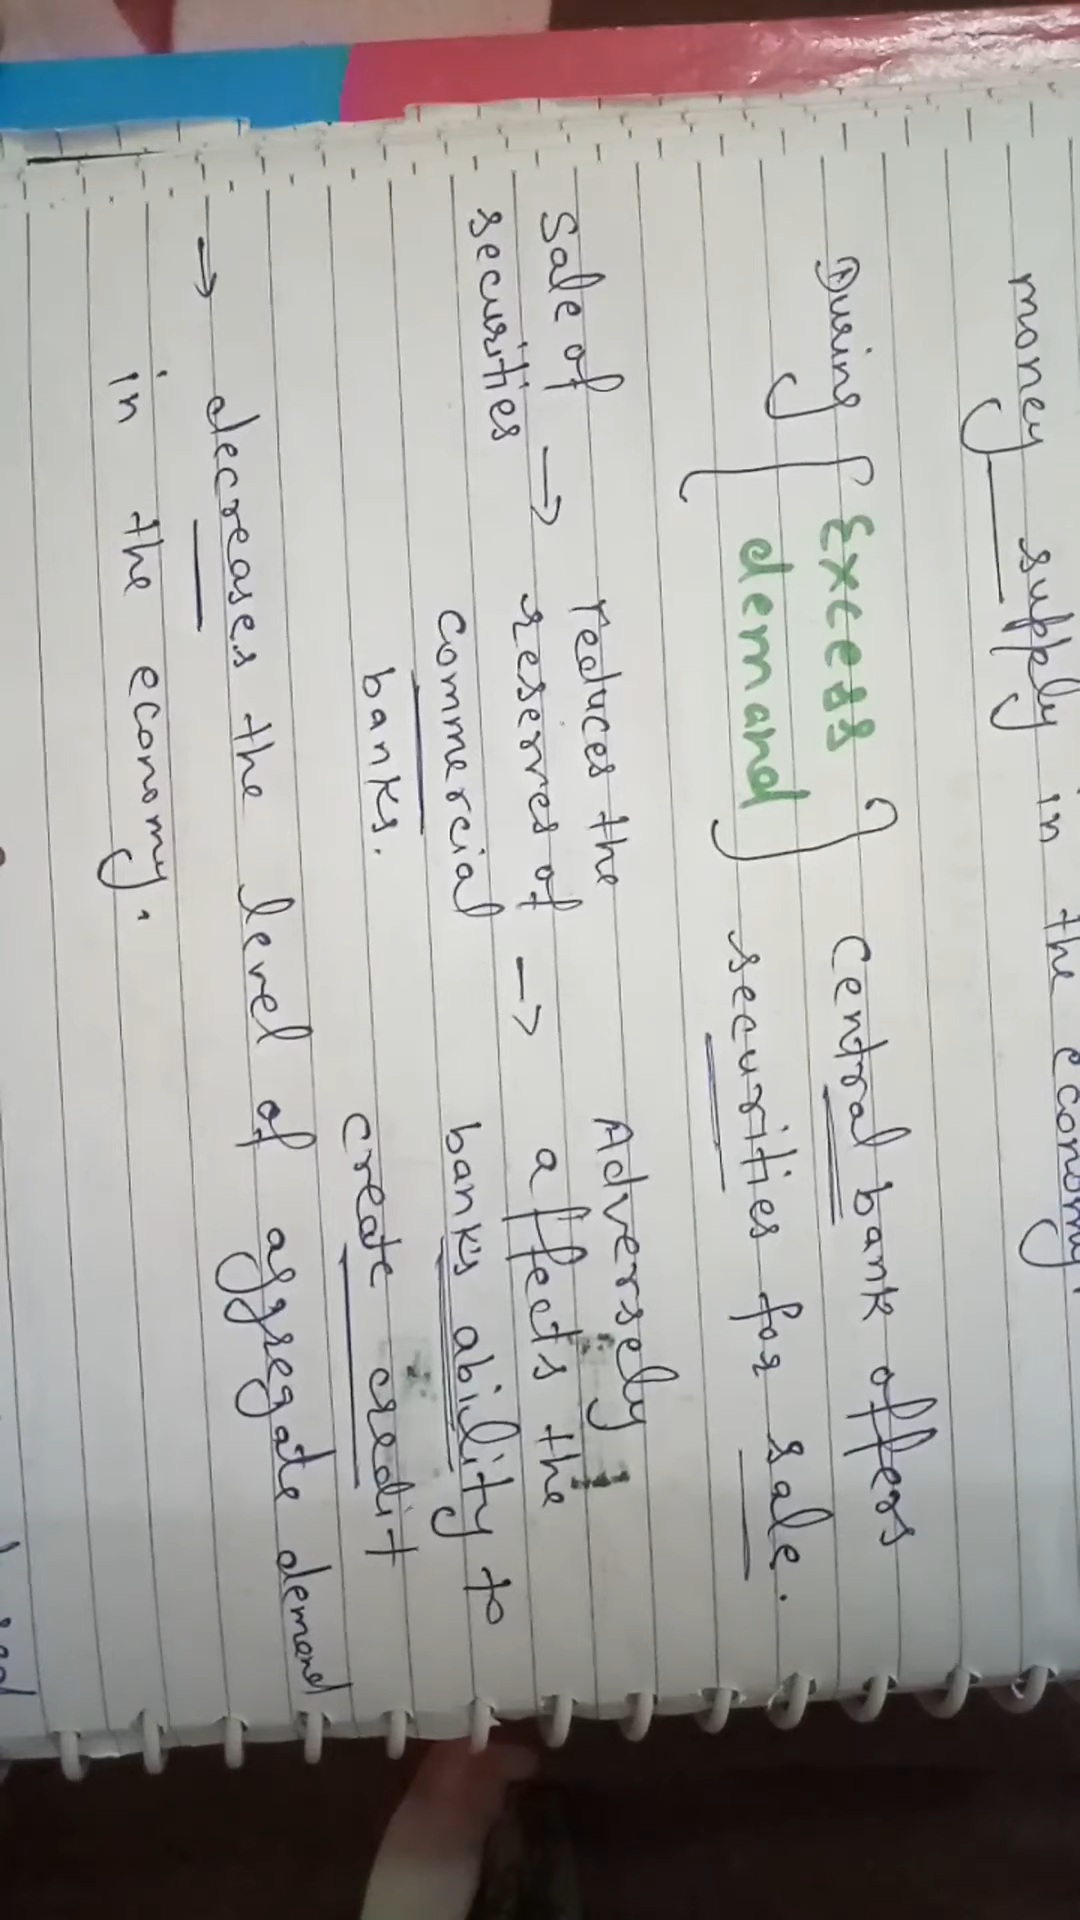 money supply in the economy.
During {Excess demand} Central bank offers
securities for sale.
Sale of securities → reduces the reserves of commercial banks. → Adversely affects the banks ability to create credit
→ decreases the level of aggregate demand
in the economy.